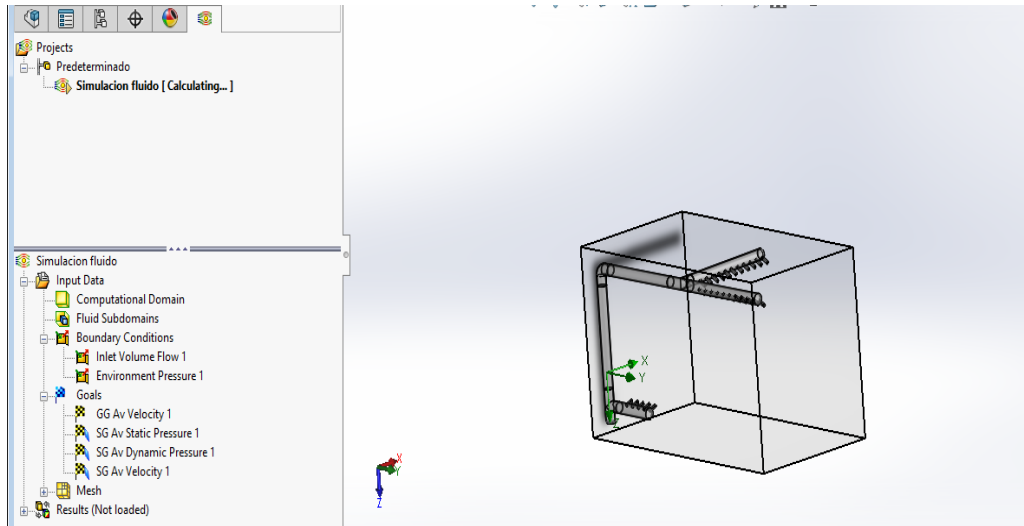 Projects
Predeterminado
Simulacion fluido [ Calculating... ]
Simulacion fluido
Input Data
Computational Domain
Fluid Subdomains
Boundary Conditions
Inlet Volume Flow 1
Environment Pressure 1
Goals
GG Av Velocity 1
SG Av Static Pressure 1
SG Av Dynamic Pressure 1
SG Av Velocity 1
Mesh
Results (Not loaded)
X
Y
X
Y
Z